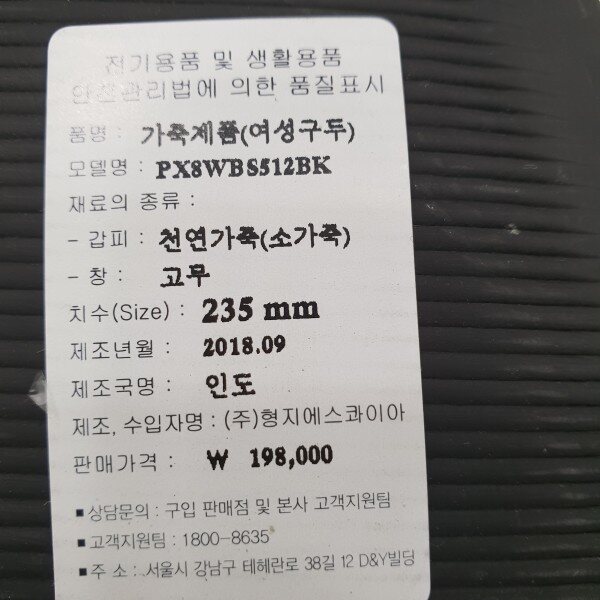 전기용품 및 생활용품
안전관리법에 의한 품질표시
품명 : 가죽제품(여성구두)
모델명 : PX8WBS512BK
재료의 종류 :
- 갑피 : 천연가죽(소가죽)
- 창 : 고무
치수(Size) : 235 mm
제조년월 : 2018.09
제조국명 : 인도
제조, 수입자명 : (주)형지에스콰이아
판매가격 : ₩ 198,000
■ 상담문의 : 구입 판매점 및 본사 고객지원팀
■ 고객지원팀 : 1800-8635
■ 주 소 : 서울시 강남구 테헤란로 38길 12 D&Y빌딩